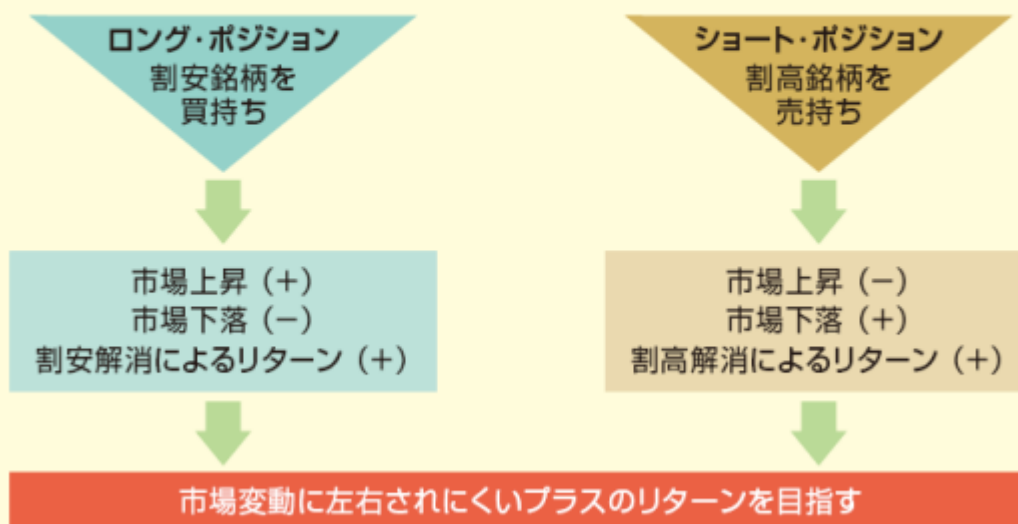 ロング・ポジション
割安銘柄を
買持ち
ショート・ポジション
割高銘柄を
売持ち
市場上昇（+）
市場下落（−）
割安解消によるリターン（+）
市場上昇（−）
市場下落（+）
割高解消によるリターン（+）
市場変動に左右されにくいプラスのリターンを目指す